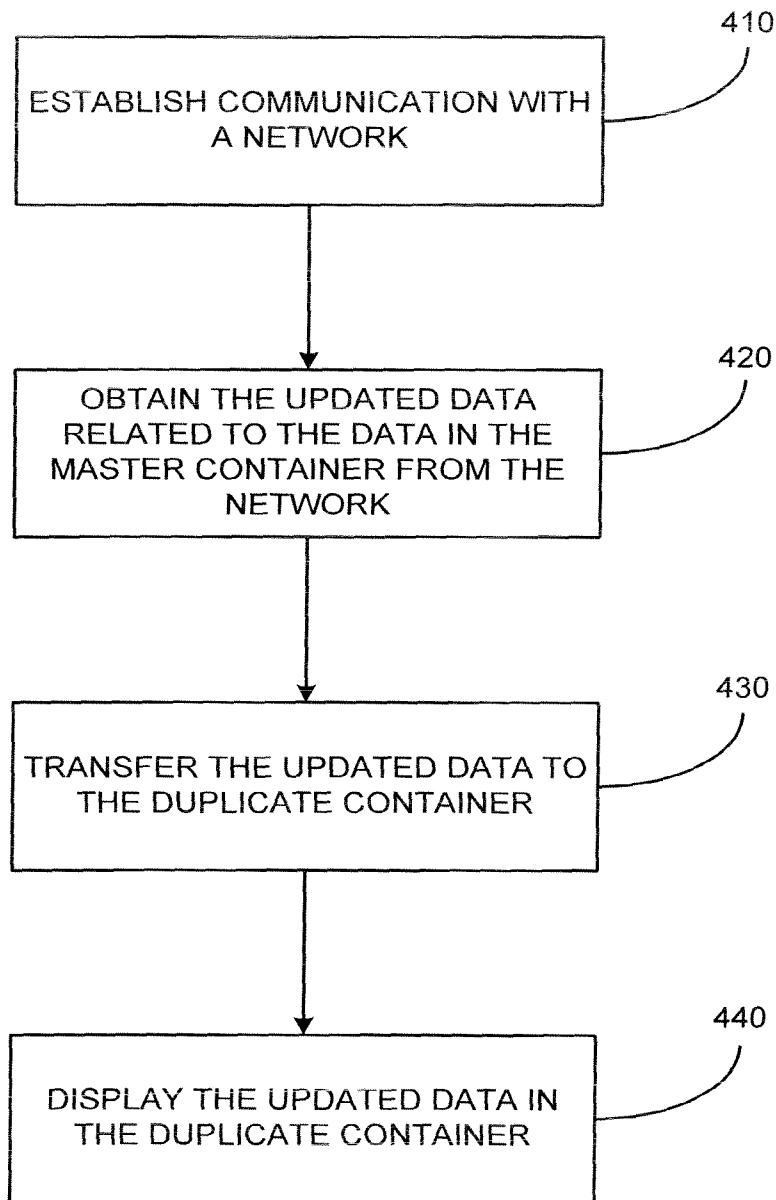 410
ESTABLISH COMMUNICATION WITH
A NETWORK
420
OBTAIN THE UPDATED DATA
RELATED TO THE DATA IN THE
MASTER CONTAINER FROM THE
NETWORK
430
TRANSFER THE UPDATED DATA TO
THE DUPLICATE CONTAINER
440
DISPLAY THE UPDATED DATA IN
THE DUPLICATE CONTAINER